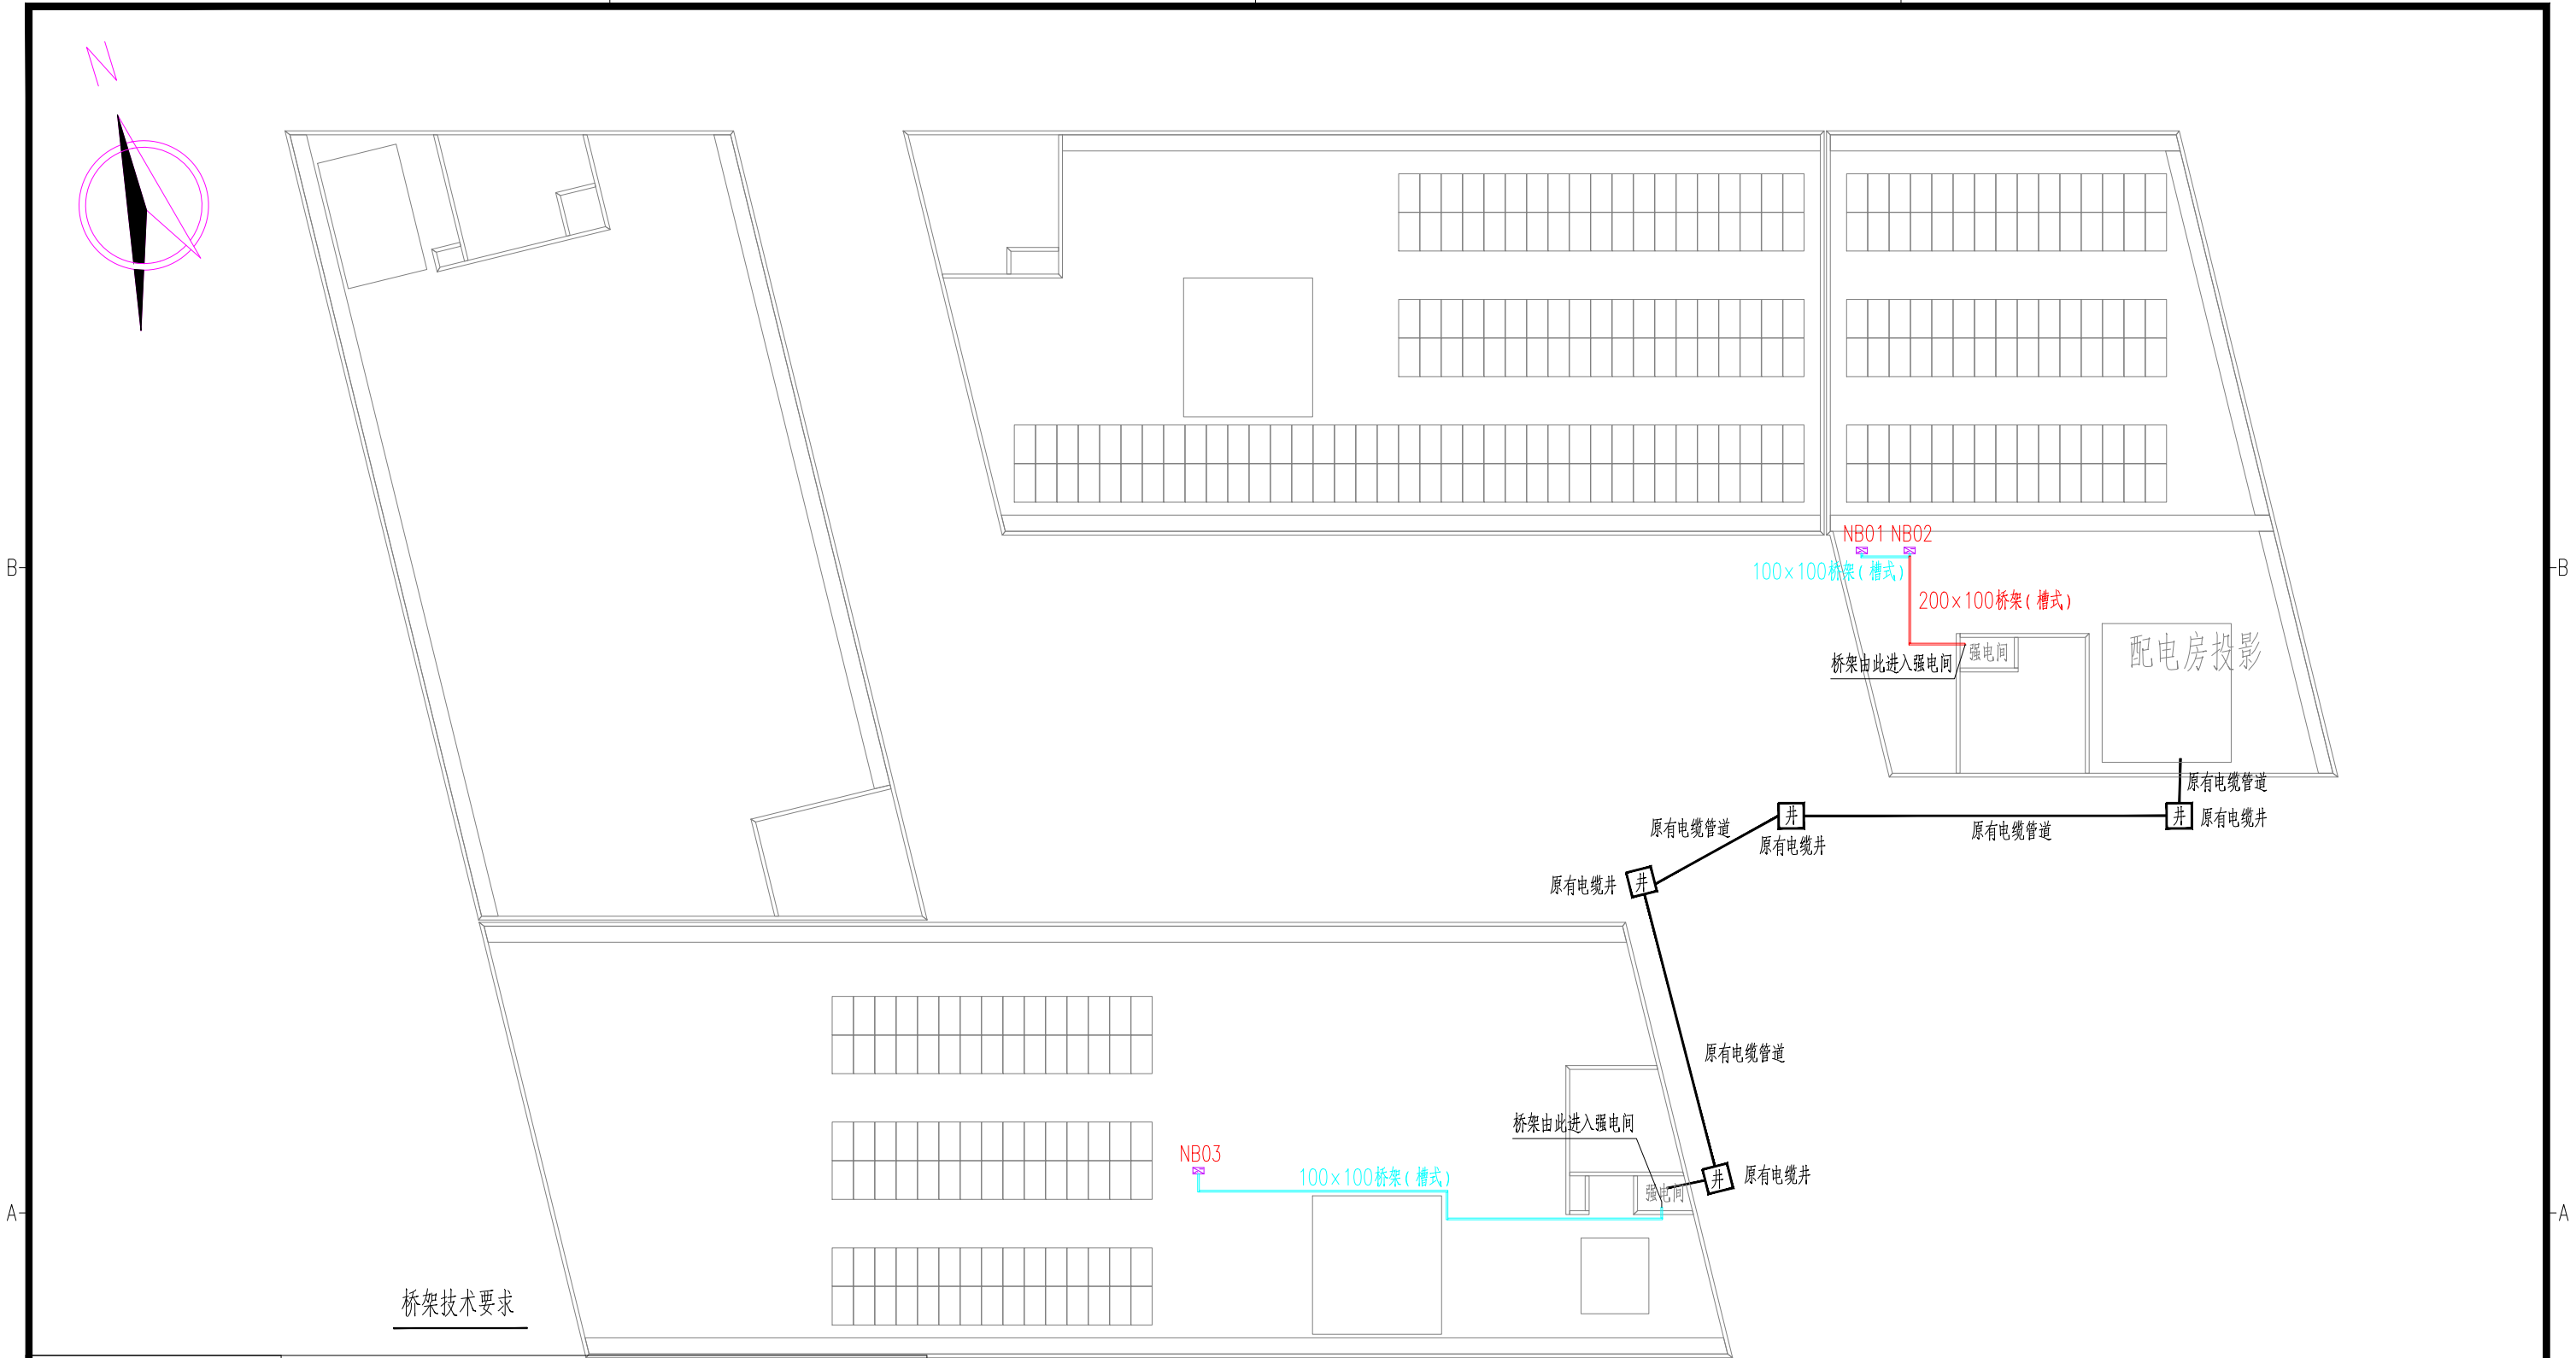 N
NB01 NB02
B
B
100×100桥架(槽式)
200×100桥架(槽式)
强电间
配电房投影
桥架由此进入强电间
原有电缆管道
井
井
原有电缆井
原有电缆管道
原有电缆管道
原有电缆井
原有电缆井
井
原有电缆管道
桥架由此进入强电间
NB03
100×100桥架(槽式)
井
原有电缆井
强电间
A
A
桥架技术要求